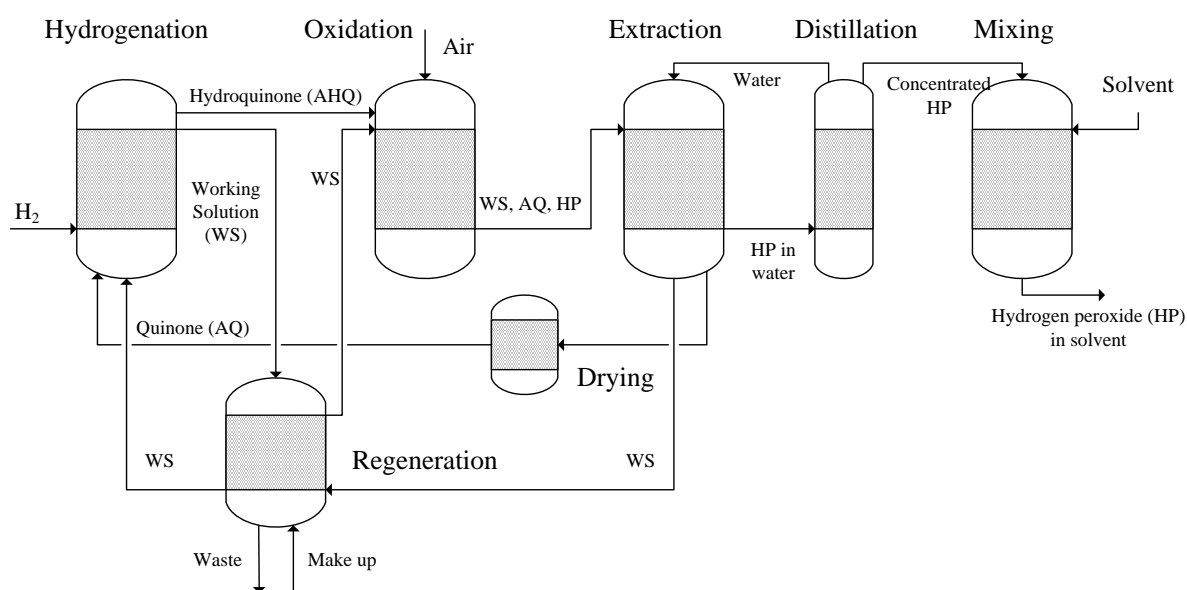 Hydrogenation
Oxidation
Extraction
Distillation
Mixing
Air
Water
Concentrated
HP
Solvent
Hydroquinone (AHQ)
Working
Solution
(WS)
WS
H2
WS, AQ, HP
HP in
water
Hydrogen peroxide (HP)
in solvent
Quinone (AQ)
Drying
WS
Regeneration
WS
Waste
Make up